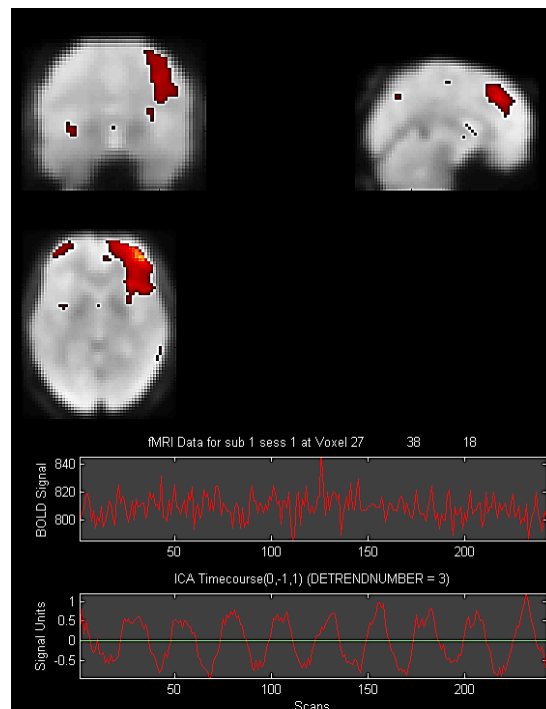 fMRI Data for sub 1 sess 1 at Voxel 27 38 18
840
820
800
BOLD Signal
50 100 150 200
ICA Timecourse(0,-1,1) (DETRENDNUMBER = 3)
1
0.5
0
-0.5
Signal Units
50 100 150 200
Scans